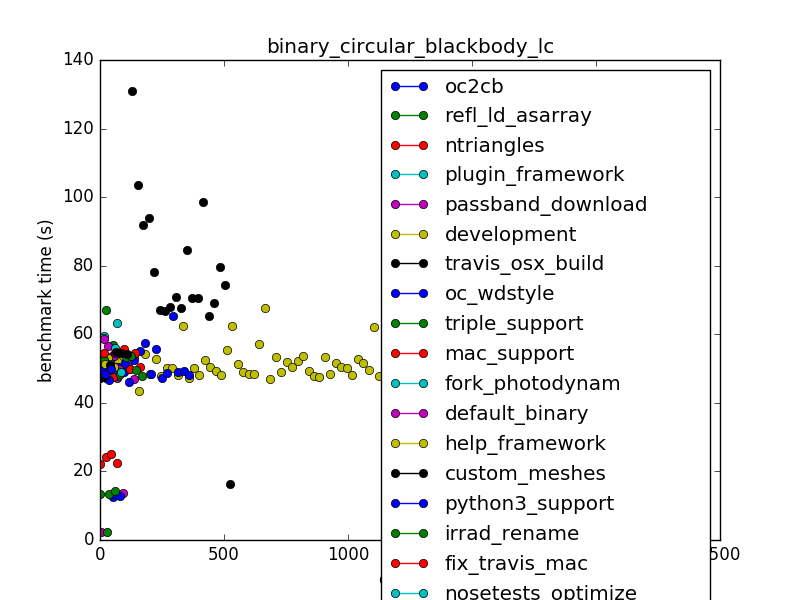 binary_circular_blackbody_lc
140
120
100
80
60
40
20
0
benchmark time (s)
0
500
1000
500
oc2cb
refl_ld_asarray
ntriangles
plugin_framework
passband_download
development
travis_osx_build
oc_wdstyle
triple_support
mac_support
fork_photodynam
default_binary
help_framework
custom_meshes
python3_support
irrad_rename
fix_travis_mac
nosetests_optimize